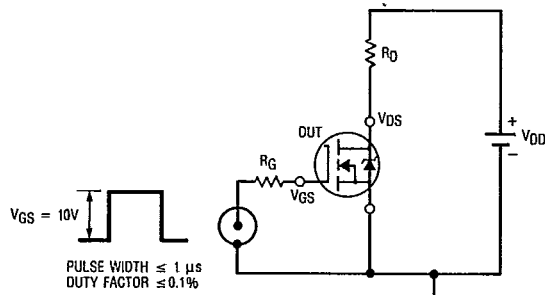 RD
VDS
DUT
+
VDD
−
RG
VGS
VGS = 10V
PULSE WIDTH ≤ 1 µs
DUTY FACTOR ≤ 0.1%